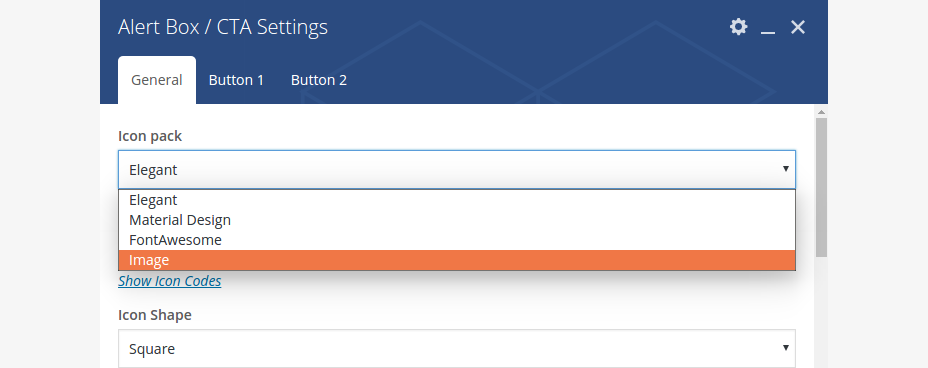 Alert Box / CTA Settings
General Button 1 Button 2
Icon pack
Elegant
Elegant
Material Design
FontAwesome
Image
Show Icon Codes
Icon Shape
Square